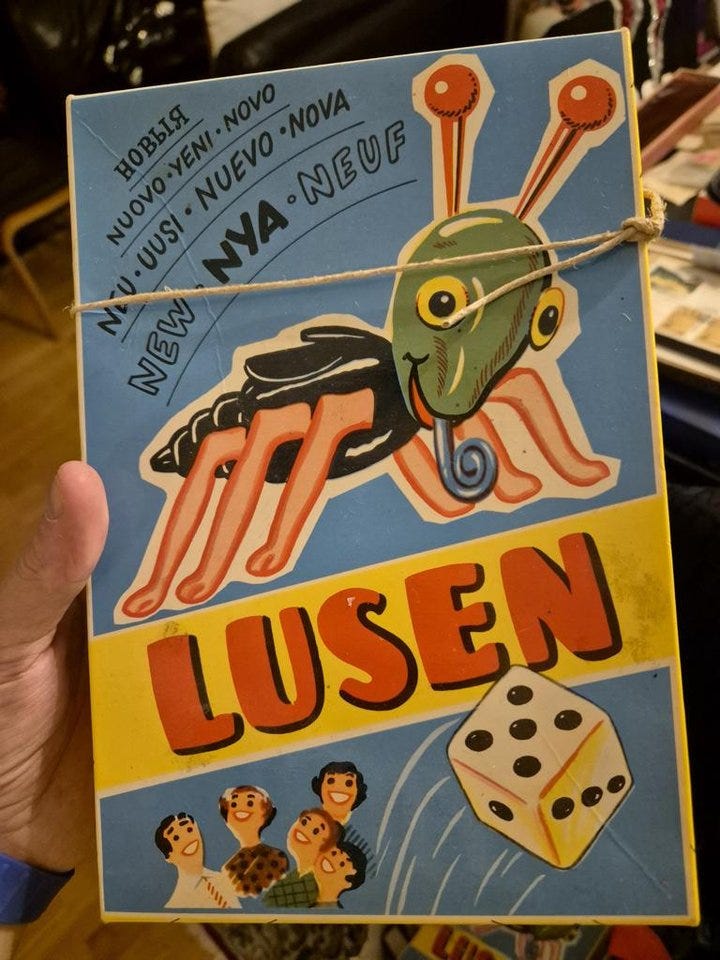 НОВЫЯ
NUOVO · YENI · NOVO
NEU · UUSI · NUEVO · NOVA
NEW · NYA · NEUF
LUSEN